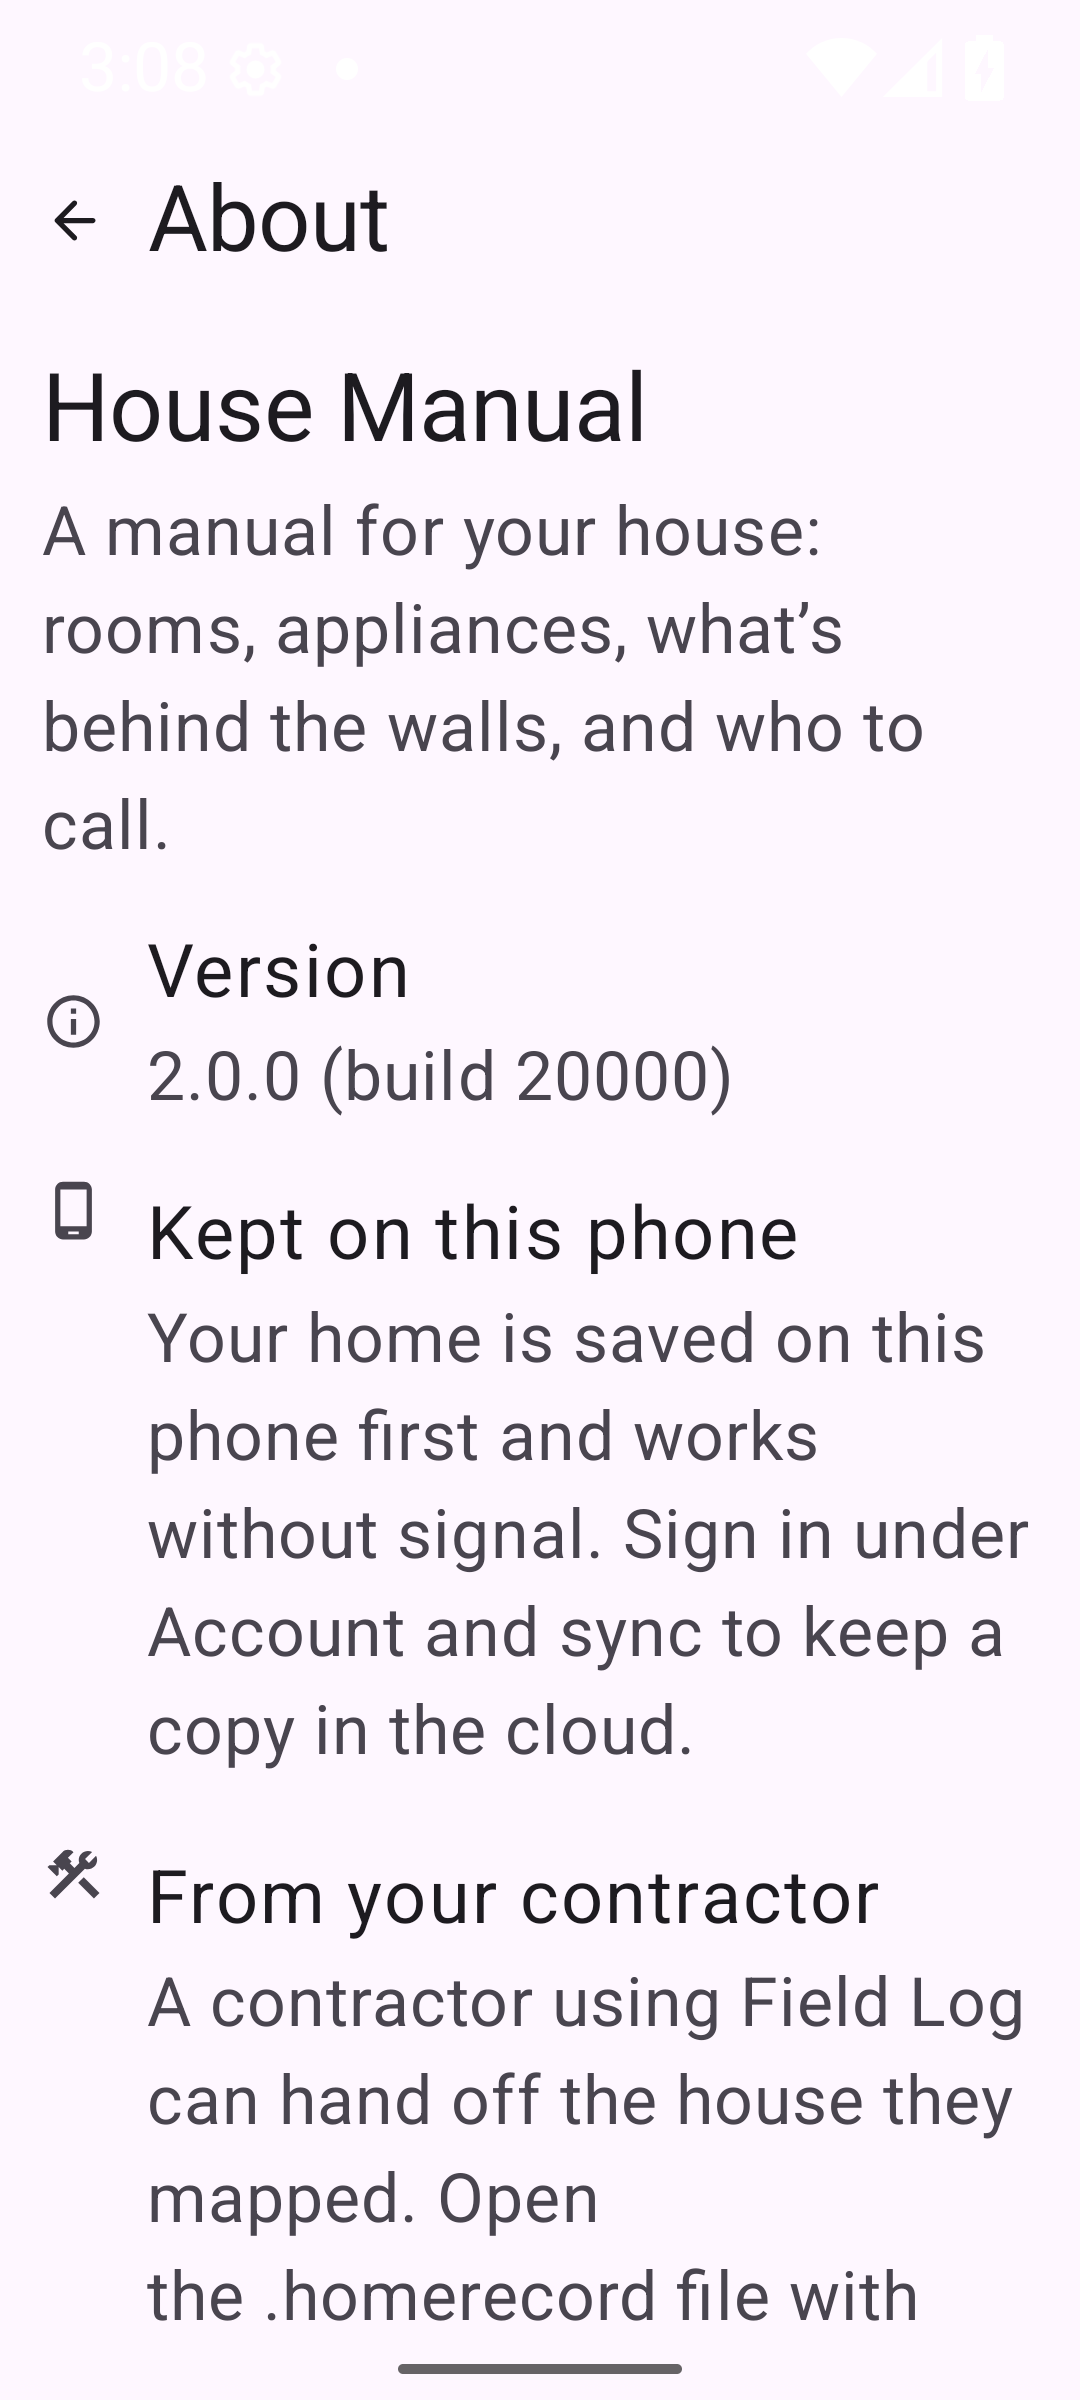 3:08
About
House Manual
A manual for your house:
rooms, appliances, what’s
behind the walls, and who to
call.
Version
2.0.0 (build 20000)
Kept on this phone
Your home is saved on this
phone first and works
without signal. Sign in under
Account and sync to keep a
copy in the cloud.
From your contractor
A contractor using Field Log
can hand off the house they
mapped. Open
the .homerecord file with